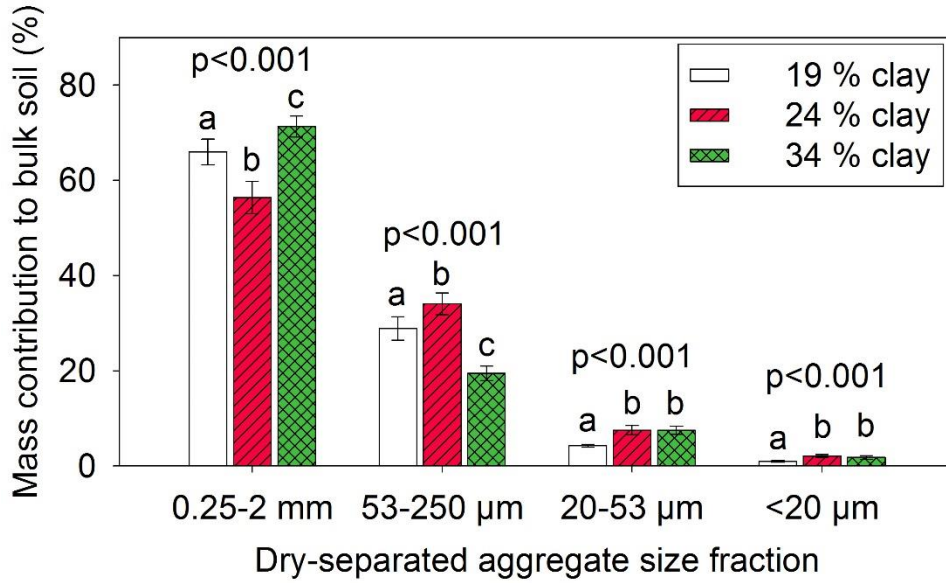 Mass contribution to bulk soil (%)
80
60
40
20
0
p<0.001
a
b
c
p<0.001
a
b
c
p<0.001
a
b
b
p<0.001
a
b
b
19 % clay
24 % clay
34 % clay
0.25-2 mm
53-250 µm
20-53 µm
<20 µm
Dry-separated aggregate size fraction